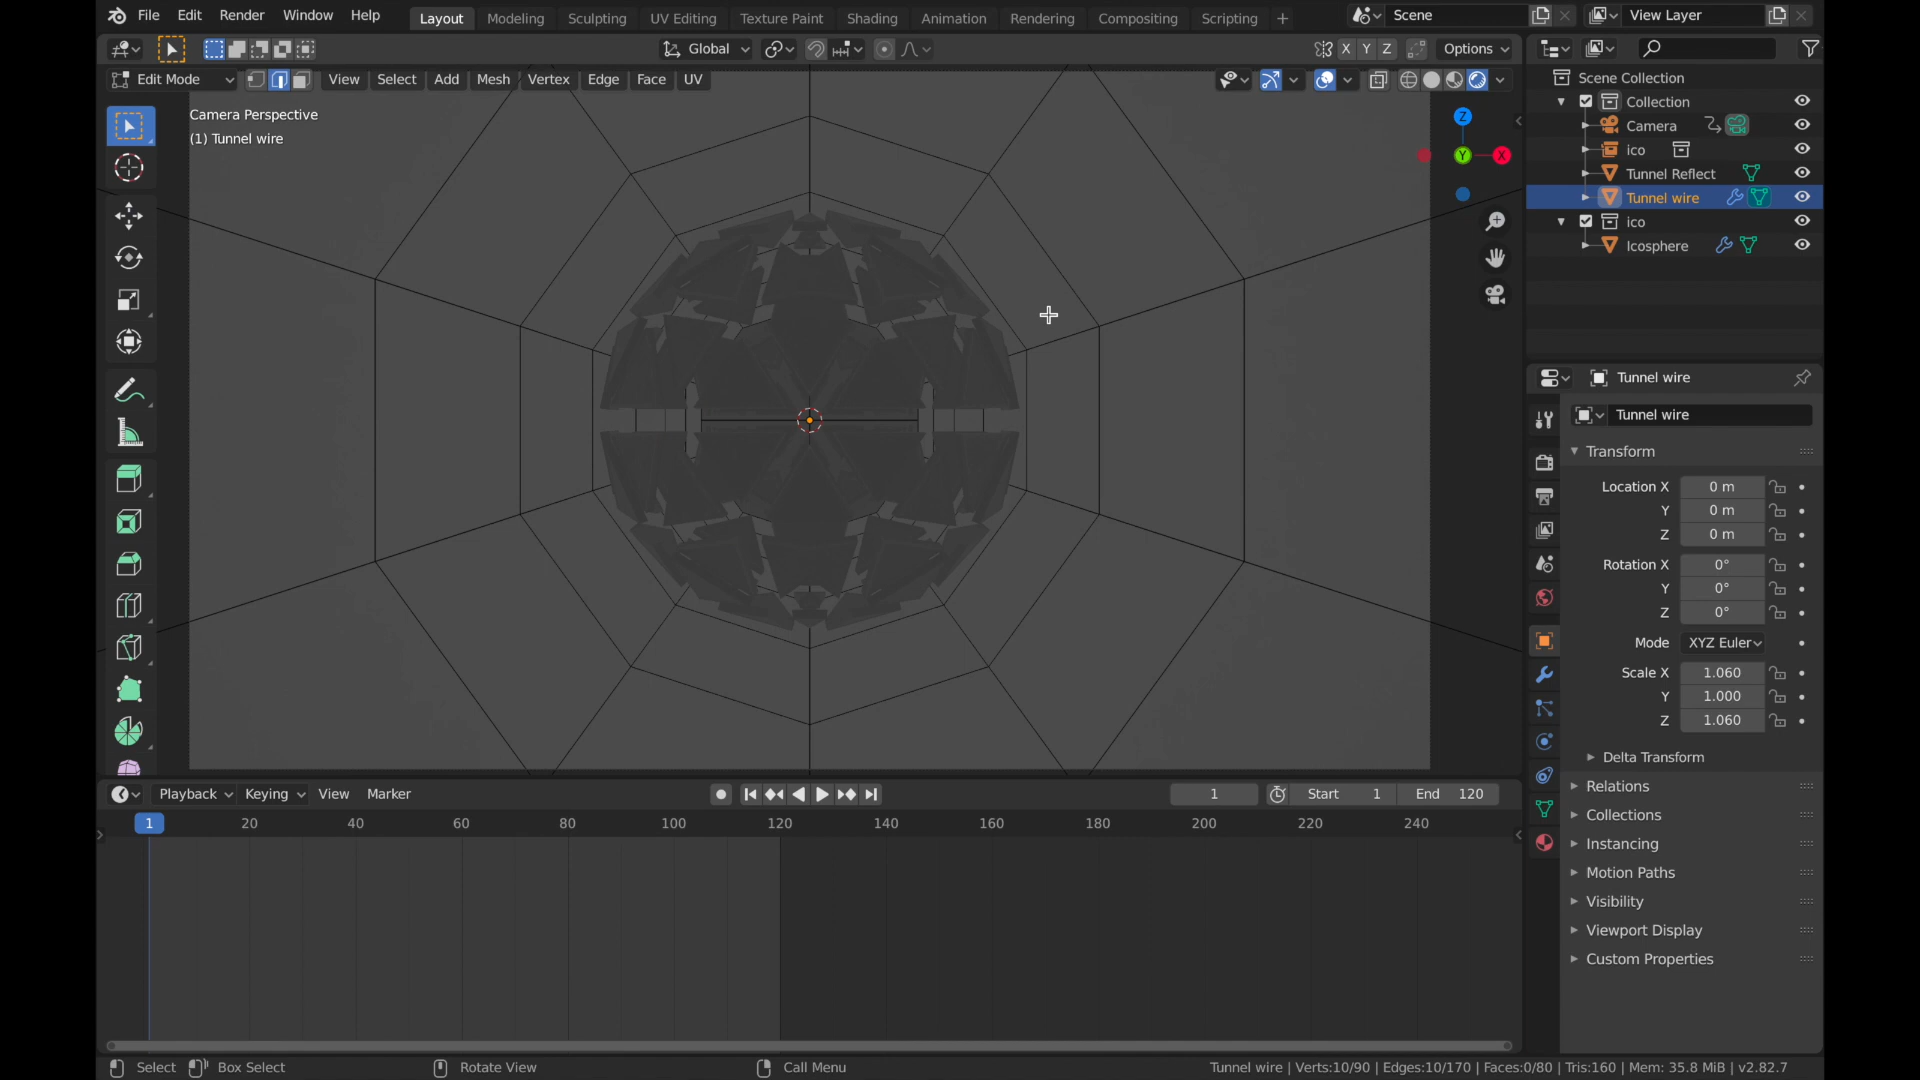 File Edit Render Window Help Layout Modeling Sculpting UV Editing Texture Paint Shading Animation Rendering Compositing Scripting + Scene View Layer
Global X Y Z Options
Edit Mode View Select Add Mesh Vertex Edge Face UV
Camera Perspective
(1) Tunnel wire
Z
Y
X
Scene Collection
Collection
Camera
ico
Tunnel Reflect
Tunnel wire
ico
Icosphere
Tunnel wire
Tunnel wire
Transform
Location X 0 m
Y 0 m
Z 0 m
Rotation X 0°
Y 0°
Z 0°
Mode XYZ Euler
Scale X 1.060
Y 1.000
Z 1.060
Delta Transform
Relations
Collections
Instancing
Motion Paths
Visibility
Viewport Display
Custom Properties
Playback Keying View Marker 1 Start 1 End 120
1 20 40 60 80 100 120 140 160 180 200 220 240
Select Box Select Rotate View Call Menu Tunnel wire | Verts:10/90 | Edges:10/170 | Faces:0/80 | Tris:160 | Mem: 35.8 MiB | v2.82.7